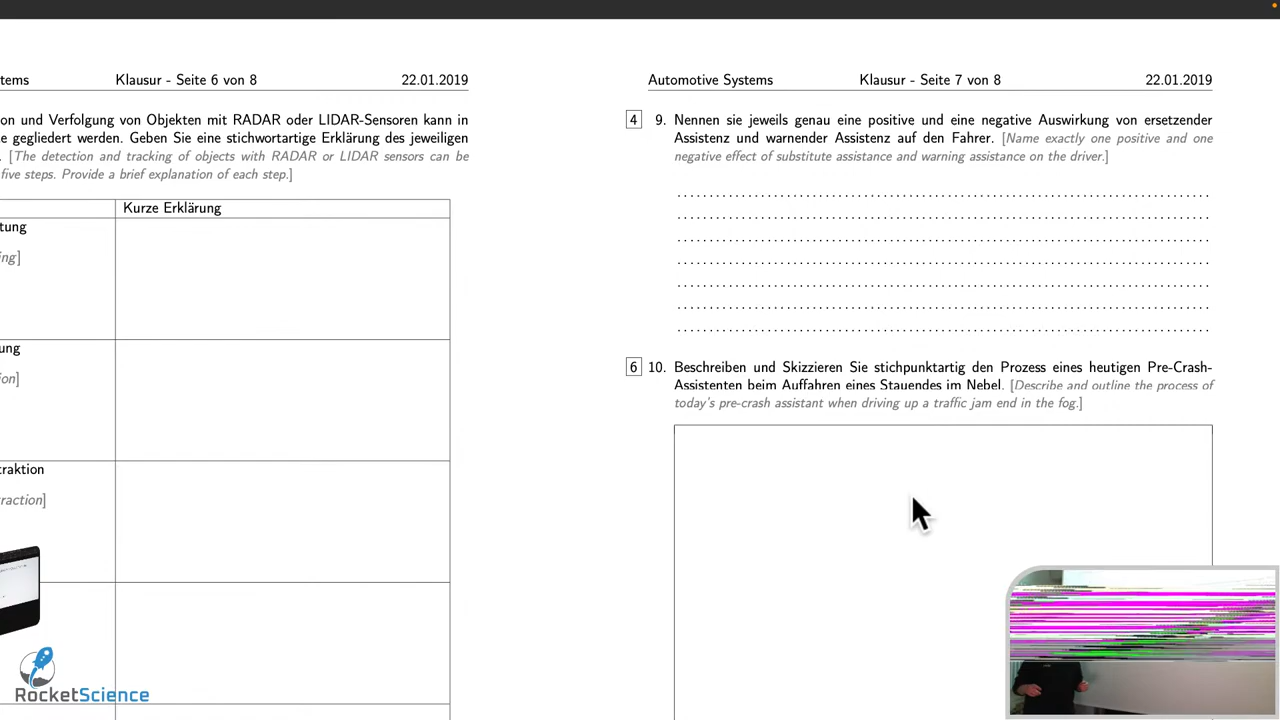 tems Klausur - Seite 6 von 8 22.01.2019
on und Verfolgung von Objekten mit RADAR oder LIDAR-Sensoren kann in
e gegliedert werden. Geben Sie eine stichwortartige Erklärung des jeweiligen
. [The detection and tracking of objects with RADAR or LIDAR sensors can be
five steps. Provide a brief explanation of each step.]
Kurze Erklärung
tung
ng]
ung
ion]
traktion
raction]
RocketScience
Automotive Systems Klausur - Seite 7 von 8 22.01.2019
4 9. Nennen sie jeweils genau eine positive und eine negative Auswirkung von ersetzender
Assistenz und warnender Assistenz auf den Fahrer. [Name exactly one positive and one
negative effect of substitute assistance and warning assistance on the driver.]
6 10. Beschreiben und Skizzieren Sie stichpunktartig den Prozess eines heutigen Pre-Crash-
Assistenten beim Auffahren eines Stauendes im Nebel. [Describe and outline the process of
today's pre-crash assistant when driving up a traffic jam end in the fog.]